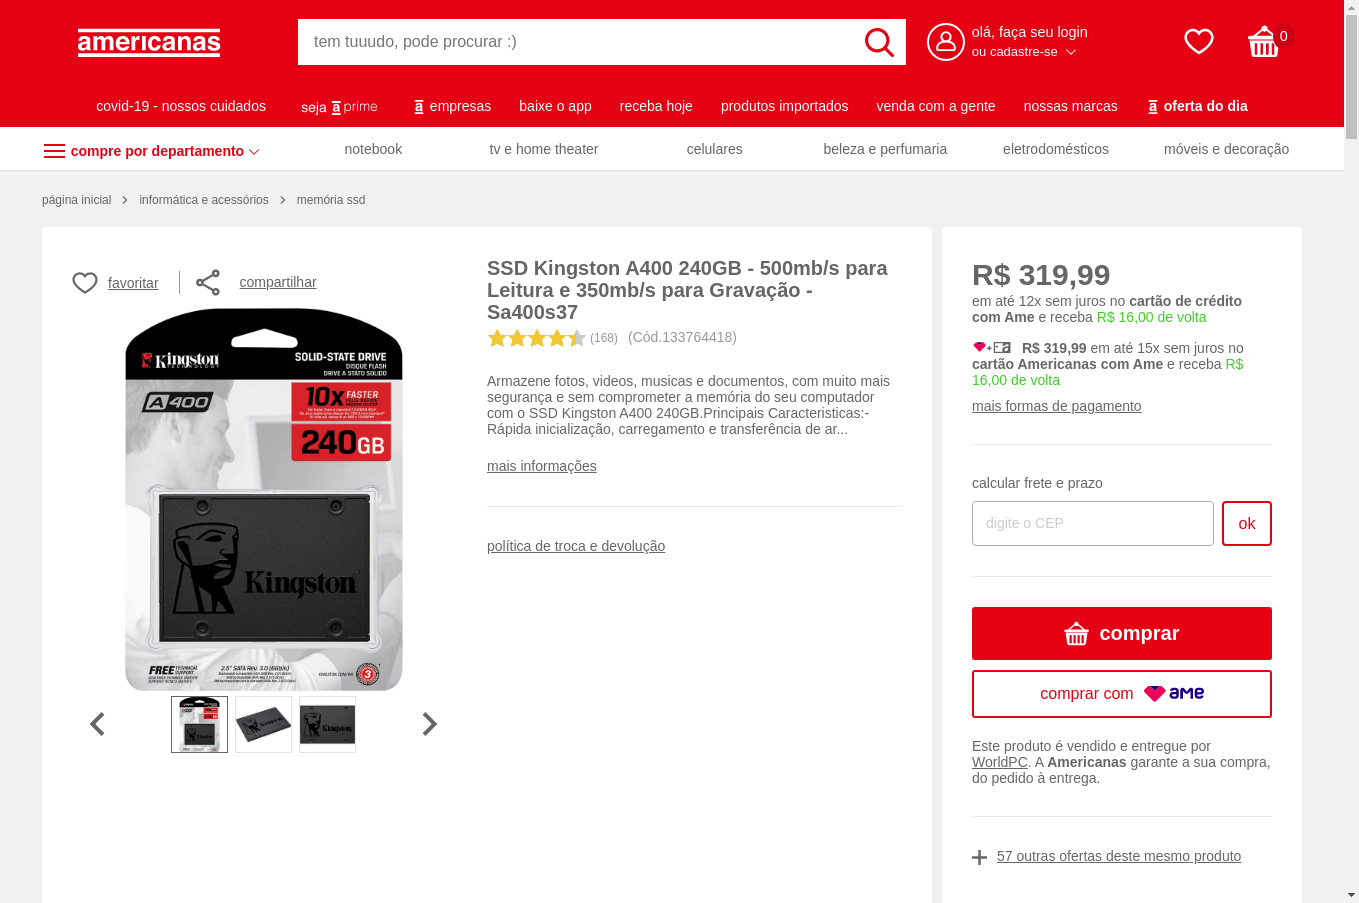 americanas
tem tuuudo, pode procurar :)
olá, faça seu login
ou cadastre-se
0
covid-19 - nossos cuidados
seja a prime
a empresas
baixe o app
receba hoje
produtos importados
venda com a gente
nossas marcas
a oferta do dia
compre por departamento
notebook
tv e home theater
celulares
beleza e perfumaria
eletrodomésticos
móveis e decoração
página inicial
informática e acessórios
memória ssd
favoritar
compartilhar
Kingston
TECHNOLOGY
SOLID-STATE DRIVE
DISQUE FLASH
DRIVE A STATO SOLIDO
A400
10x FASTER
240GB
Kingston
FREE TECHNICAL SUPPORT
2.5" SATA Rev. 3.0 (6Gb/s)
3
SSD Kingston A400 240GB - 500mb/s para
Leitura e 350mb/s para Gravação -
Sa400s37
(168)
(Cód.133764418)
Armazene fotos, videos, musicas e documentos, com muito mais
segurança e sem comprometer a memória do seu computador
com o SSD Kingston A400 240GB.Principais Caracteristicas:-
Rápida inicialização, carregamento e transferência de ar...
mais informações
política de troca e devolução
R$ 319,99
em até 12x sem juros no cartão de crédito
com Ame e receba R$ 16,00 de volta
R$ 319,99 em até 15x sem juros no
cartão Americanas com Ame e receba R$
16,00 de volta
mais formas de pagamento
calcular frete e prazo
digite o CEP
ok
comprar
comprar com ame
Este produto é vendido e entregue por
WorldPC. A Americanas garante a sua compra,
do pedido à entrega.
57 outras ofertas deste mesmo produto